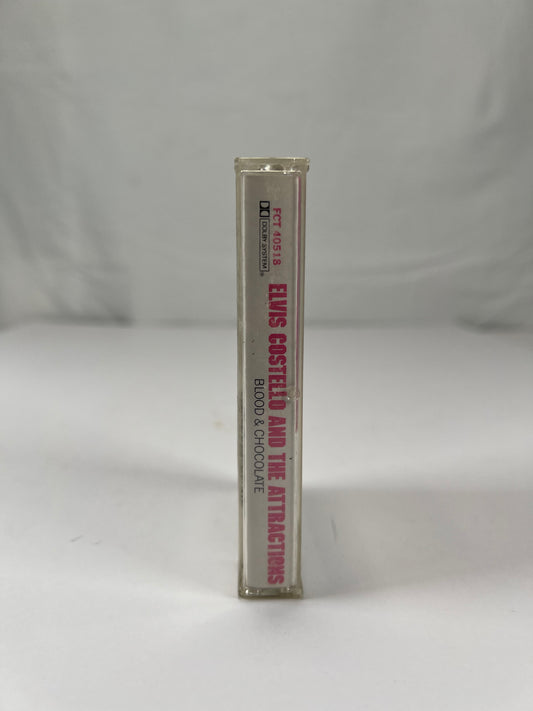 FCT 40518
DOLBY SYSTEM®
ELVIS COSTELLO AND THE ATTRACTIONS
BLOOD & CHOCOLATE